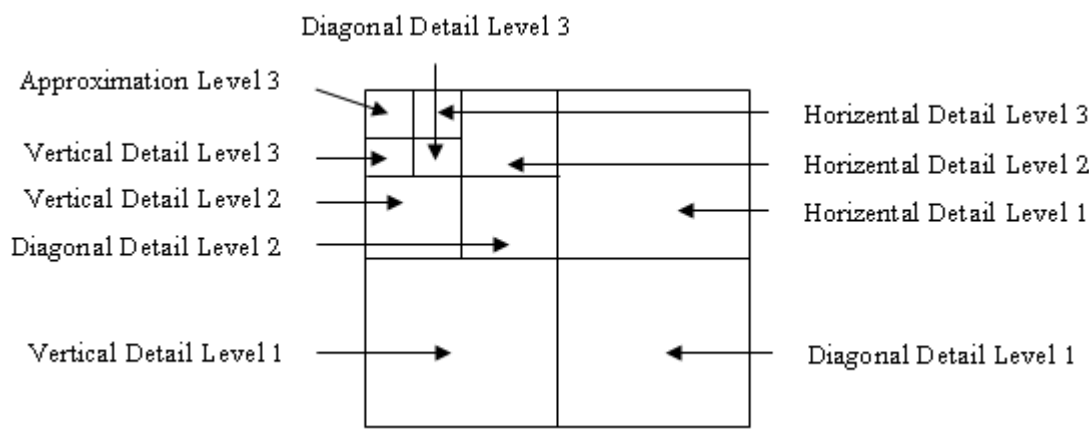 Diagonal Detail Level 3
Approximation Level 3
Horizental Detail Level 3
Vertical Detail Level 3
Horizental Detail Level 2
Vertical Detail Level 2
Horizental Detail Level 1
Diagonal Detail Level 2
Vertical Detail Level 1
Diagonal Detail Level 1